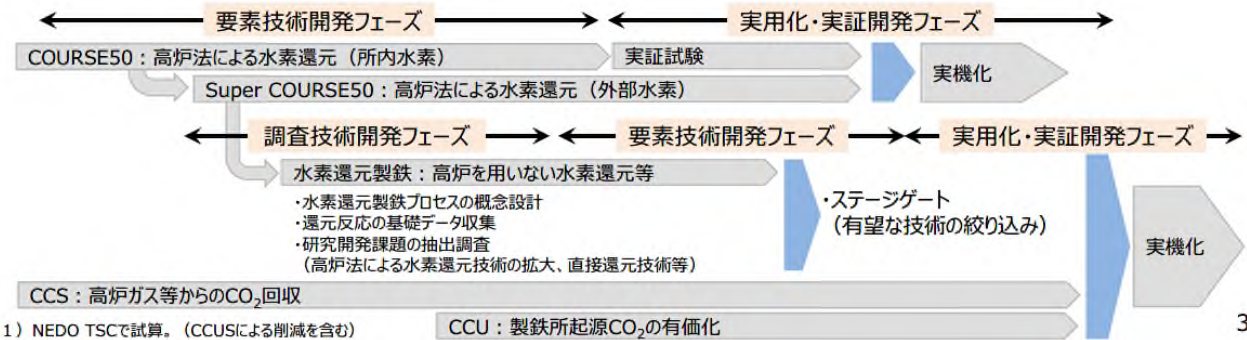 要素技術開発フェーズ
実用化・実証開発フェーズ
COURSE50：高炉法による水素還元（所内水素）
実証試験
実機化
Super COURSE50：高炉法による水素還元（外部水素）
調査技術開発フェーズ
要素技術開発フェーズ
実用化・実証開発フェーズ
水素還元製鉄：高炉を用いない水素還元等
・水素還元製鉄プロセスの概念設計
・還元反応の基礎データ収集
・研究開発課題の抽出調査
（高炉法による水素還元技術の拡大、直接還元技術等）
・ステージゲート
（有望な技術の絞り込み）
実機化
CCS：高炉ガス等からのCO₂回収
CCU：製鉄所起源CO₂の有価化
1）NEDO TSCで試算。（CCUSによる削減を含む）
3